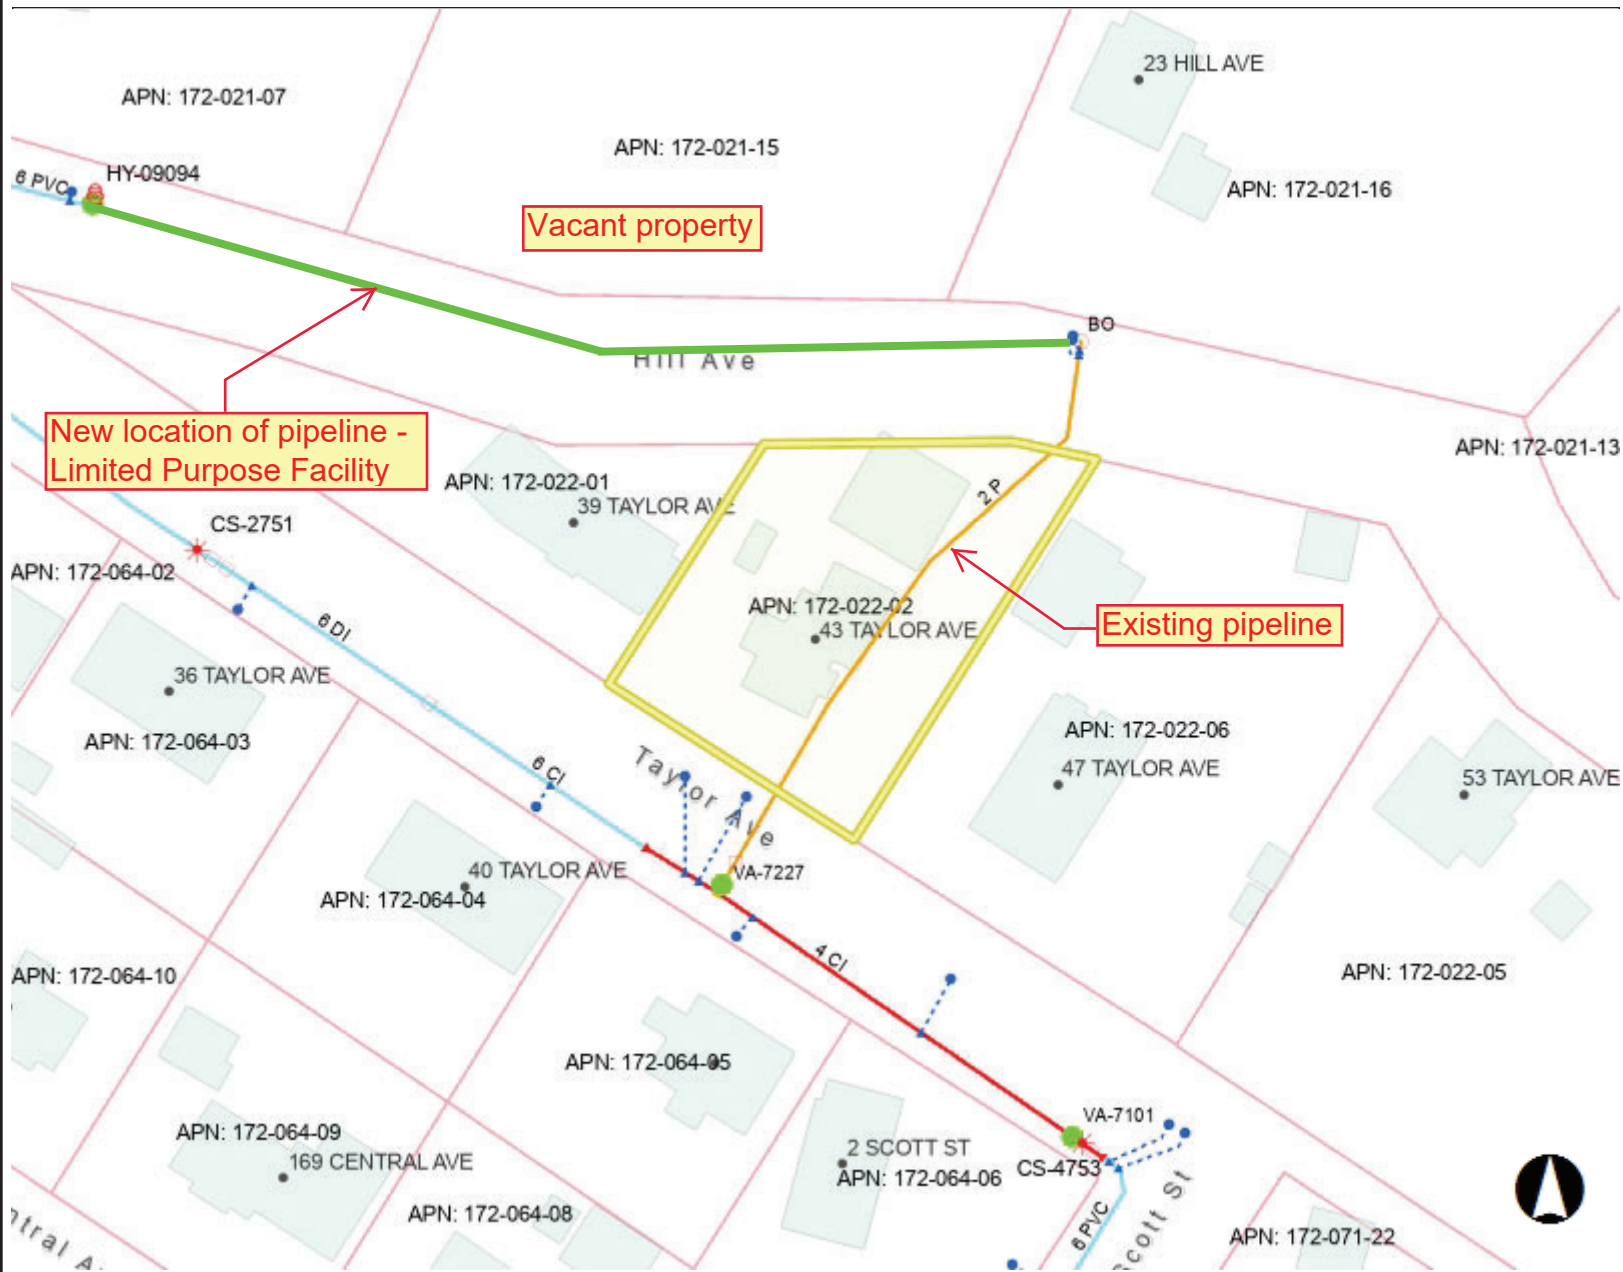 23 HILL AVE
APN: 172-021-07
APN: 172-021-15
HY-09094
6 PVC
APN: 172-021-16
Vacant property
BO
Hill Ave
New location of pipeline -
Limited Purpose Facility
APN: 172-021-13
APN: 172-022-01
39 TAYLOR AVE
2 P
CS-2751
APN: 172-064-02
APN: 172-022-02
43 TAYLOR AVE
Existing pipeline
6 DI
36 TAYLOR AVE
APN: 172-064-03
APN: 172-022-06
47 TAYLOR AVE
53 TAYLOR AVE
6 CI
Taylor Ave
40 TAYLOR AVE
APN: 172-064-04
VA-7227
4 CI
APN: 172-064-10
APN: 172-022-05
APN: 172-064-05
VA-7101
APN: 172-064-09
169 CENTRAL AVE
2 SCOTT ST
APN: 172-064-06
CS-4753
APN: 172-064-08
6 PVC
Scott St
APN: 172-071-22
ntral A